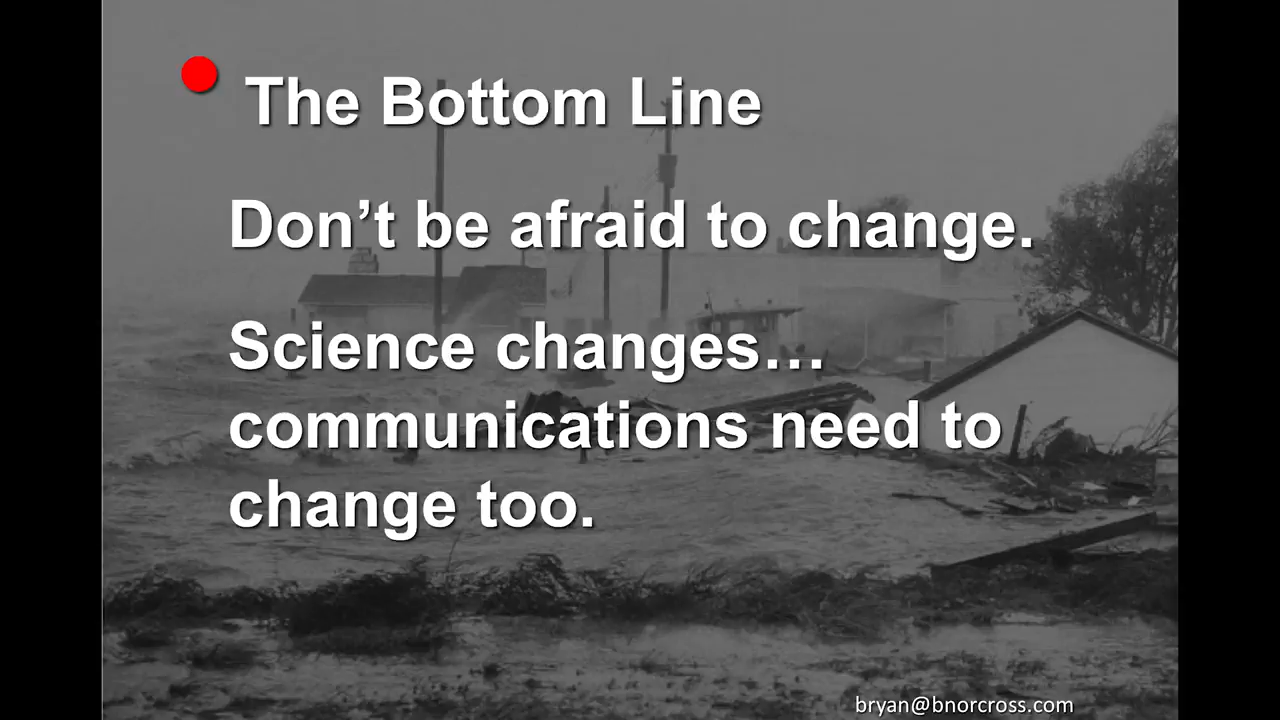 The Bottom Line
Don’t be afraid to change.
Science changes…
communications need to
change too.
bryan@bnorcross.com